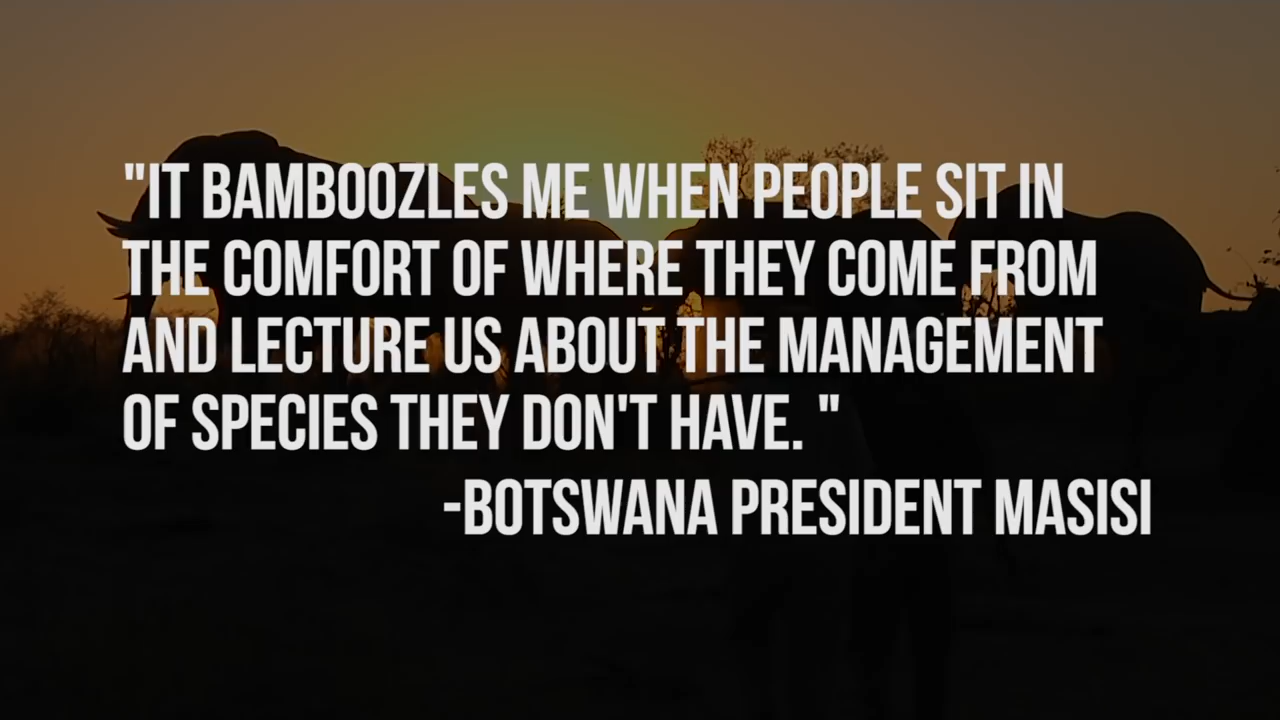 "IT BAMBOOZLES ME WHEN PEOPLE SIT IN
THE COMFORT OF WHERE THEY COME FROM
AND LECTURE US ABOUT THE MANAGEMENT
OF SPECIES THEY DON'T HAVE. "
-BOTSWANA PRESIDENT MASISI